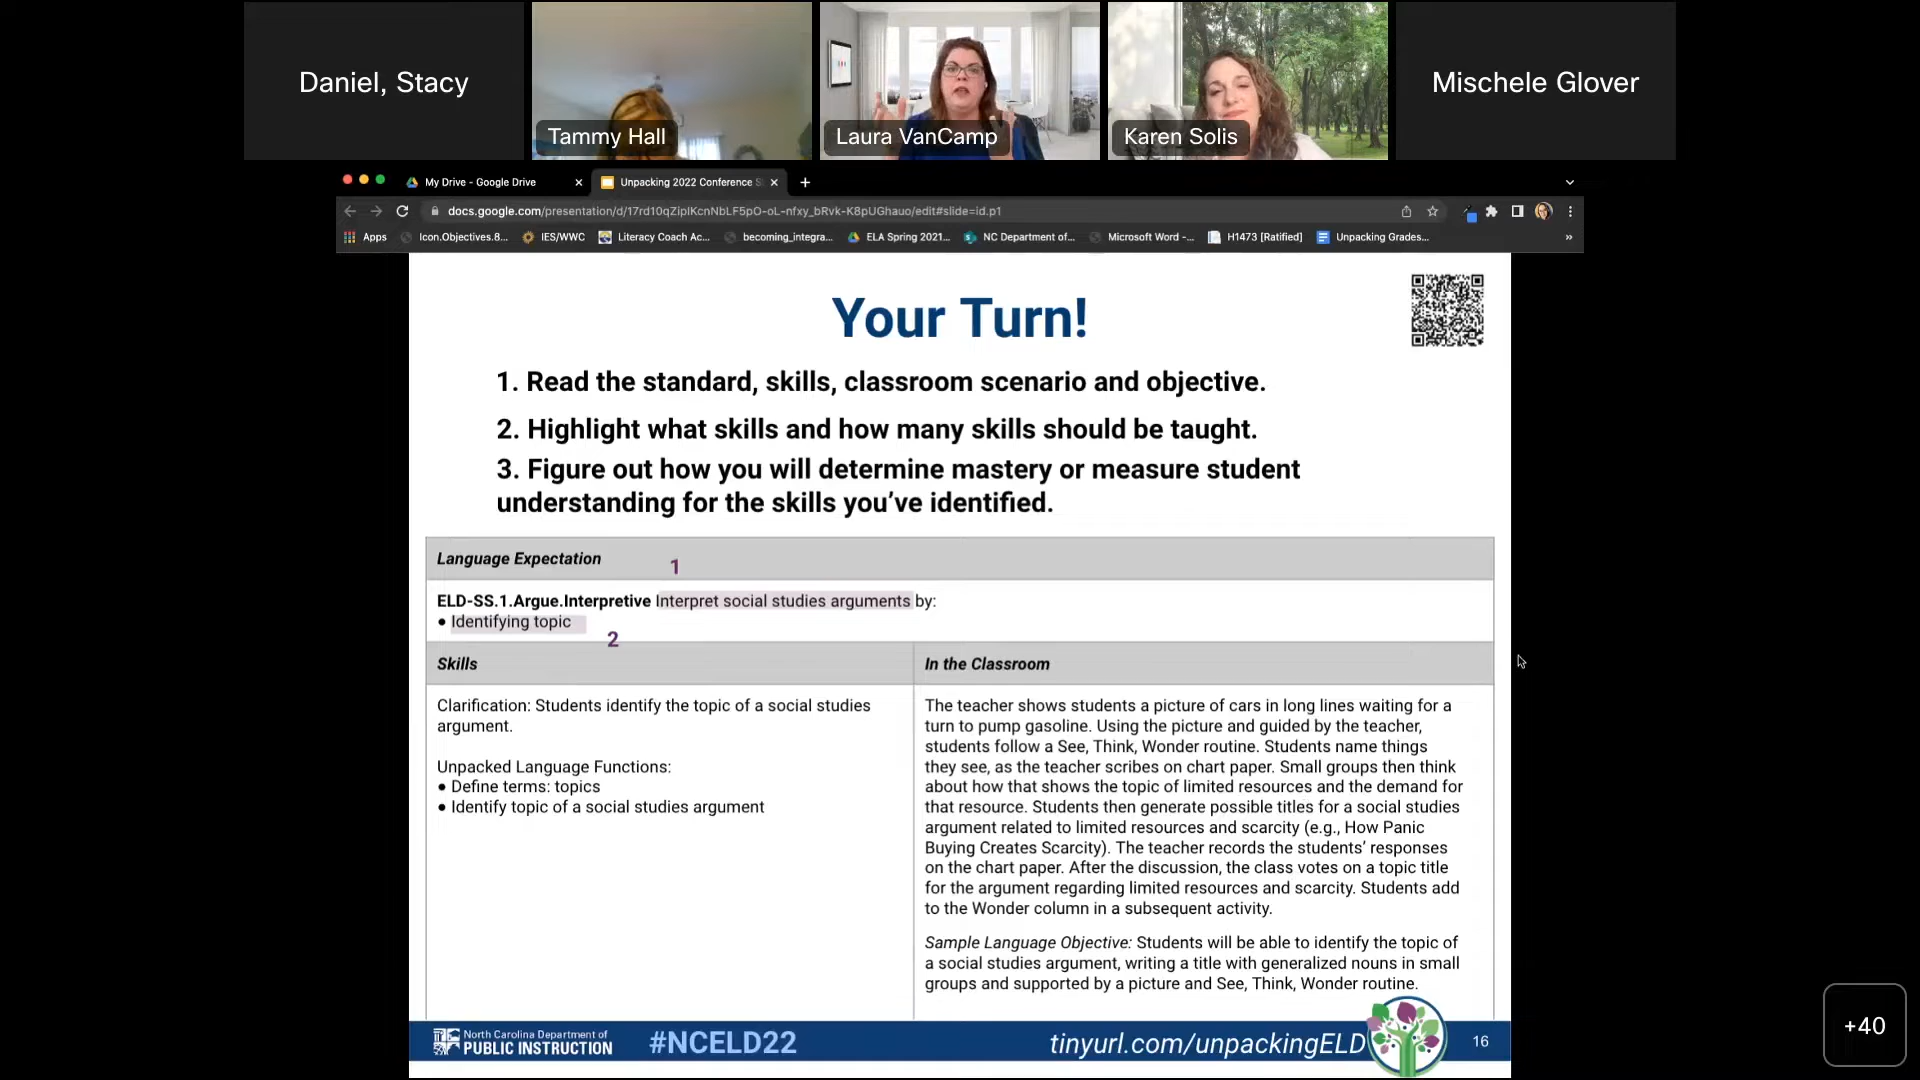 Daniel, Stacy
Tammy Hall
Laura VanCamp
Karen Solis
Mischele Glover
My Drive - Google Drive
Unpacking 2022 Conference S
docs.google.com/presentation/d/17rd10qZipIKcnNbLF5pO-oL-nfxy_bRvk-K8pUGhauo/edit#slide=id.p1
Apps
Icon.Objectives.8...
IES/WWC
Literacy Coach Ac...
becoming_integra...
ELA Spring 2021...
NC Department of...
Microsoft Word -...
H1473 [Ratified]
Unpacking Grades...
»
Your Turn!
1. Read the standard, skills, classroom scenario and objective.
2. Highlight what skills and how many skills should be taught.
3. Figure out how you will determine mastery or measure student
understanding for the skills you've identified.
Language Expectation
1
ELD-SS.1.Argue.Interpretive Interpret social studies arguments by:
● Identifying topic
2
Skills
Clarification: Students identify the topic of a social studies
argument.
Unpacked Language Functions:
● Define terms: topics
● Identify topic of a social studies argument
In the Classroom
The teacher shows students a picture of cars in long lines waiting for a
turn to pump gasoline. Using the picture and guided by the teacher,
students follow a See, Think, Wonder routine. Students name things
they see, as the teacher scribes on chart paper. Small groups then think
about how that shows the topic of limited resources and the demand for
that resource. Students then generate possible titles for a social studies
argument related to limited resources and scarcity (e.g., How Panic
Buying Creates Scarcity). The teacher records the students' responses
on the chart paper. After the discussion, the class votes on a topic title
for the argument regarding limited resources and scarcity. Students add
to the Wonder column in a subsequent activity.
Sample Language Objective: Students will be able to identify the topic of
a social studies argument, writing a title with generalized nouns in small
groups and supported by a picture and See, Think, Wonder routine.
North Carolina Department of
PUBLIC INSTRUCTION
#NCELD22
tinyurl.com/unpackingELD
16
+40